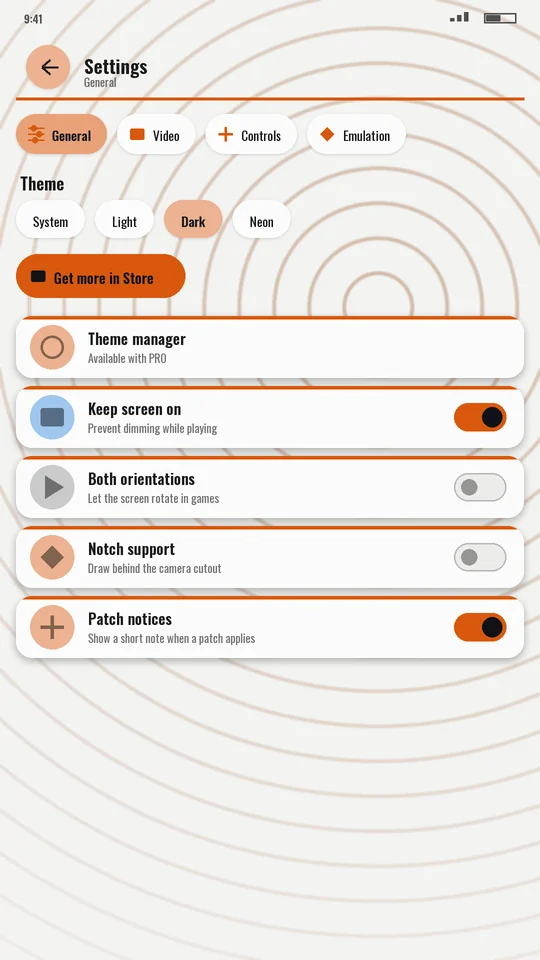 9:41
Settings
General
General
Video
Controls
Emulation
Theme
System
Light
Dark
Neon
Get more in Store
Theme manager
Available with PRO
Keep screen on
Prevent dimming while playing
Both orientations
Let the screen rotate in games
Notch support
Draw behind the camera cutout
Patch notices
Show a short note when a patch applies